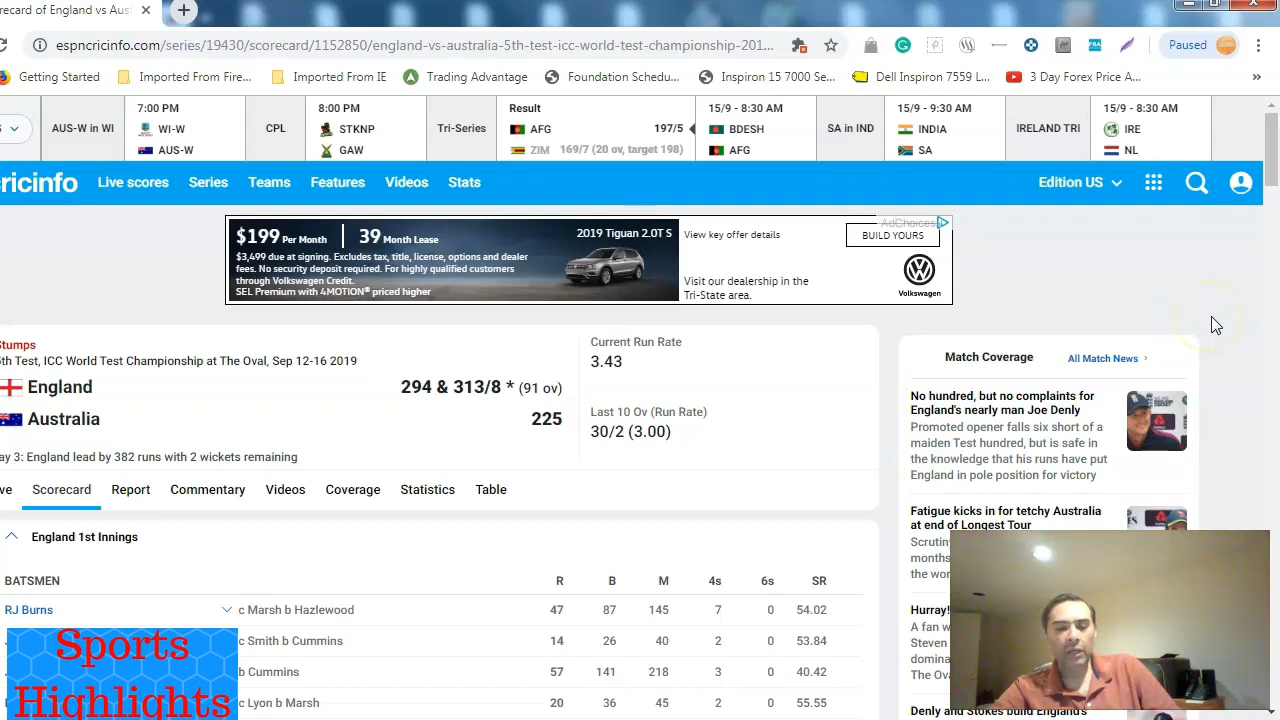 orecard of England vs Aus
espncricinfo.com/series/19430/scorecard/1152850/england-vs-australia-5th-test-icc-world-test-championship-201...
Paused
Getting Started
Imported From Fire...
Imported From IE
Trading Advantage
Foundation Schedu...
Inspiron 15 7000 Se...
Dell Inspiron 7559 L...
3 Day Forex Price A...
S
AUS-W in WI
7:00 PM
WI-W
AUS-W
CPL
8:00 PM
STKNP
GAW
Tri-Series
Result
AFG 197/5
ZIM 169/7 (20 ov, target 198)
15/9 - 8:30 AM
BDESH
AFG
SA in IND
15/9 - 9:30 AM
INDIA
SA
IRELAND TRI
15/9 - 8:30 AM
IRE
NL
ricinfo Live scores Series Teams Features Videos Stats Edition US
$199 Per Month 39 Month Lease 2019 Tiguan 2.0T S
$3,499 due at signing. Excludes tax, title, license, options and dealer
fees. No security deposit required. For highly qualified customers
through Volkswagen Credit.
SEL Premium with 4MOTION® priced higher
View key offer details
Visit our dealership in the
Tri-State area.
AdChoices
BUILD YOURS
Volkswagen
Stumps
5th Test, ICC World Test Championship at The Oval, Sep 12-16 2019
England 294 & 313/8 * (91 ov)
Australia 225
ay 3: England lead by 382 runs with 2 wickets remaining
Current Run Rate
3.43
Last 10 Ov (Run Rate)
30/2 (3.00)
ve Scorecard Report Commentary Videos Coverage Statistics Table
England 1st Innings
BATSMEN R B M 4s 6s SR
RJ Burns c Marsh b Hazlewood 47 87 145 7 0 54.02
c Smith b Cummins 14 26 40 2 0 53.84
b Cummins 57 141 218 3 0 40.42
c Lyon b Marsh 20 36 45 2 0 55.55
Sports
Highlights
Match Coverage All Match News
No hundred, but no complaints for
England's nearly man Joe Denly
Promoted opener falls six short of a
maiden Test hundred, but is safe in
the knowledge that his runs have put
England in pole position for victory
Fatigue kicks in for tetchy Australia
at end of Longest Tour
Scrutin
months
the wor
Hurray!
A fan w
Steven
domina
The Ova
Denly and Stokes build England's